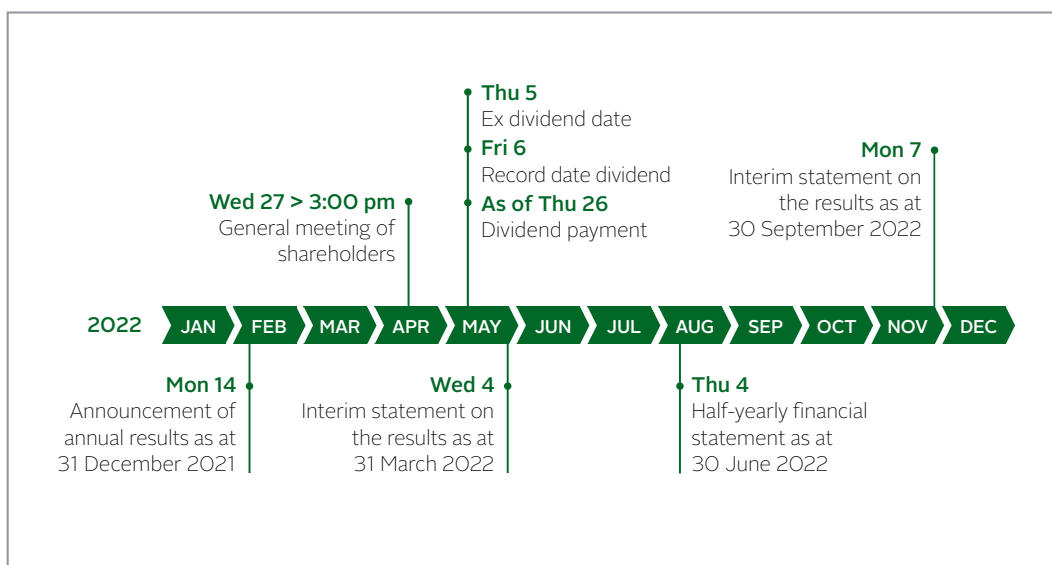 Thu 5
Ex dividend date
Fri 6
Record date dividend
As of Thu 26
Dividend payment
Mon 7
Interim statement on
the results as at
30 September 2022
Wed 27 > 3:00 pm
General meeting of
shareholders
2022
JAN
FEB
MAR
APR
MAY
JUN
JUL
AUG
SEP
OCT
NOV
DEC
Mon 14
Announcement of
annual results as at
31 December 2021
Wed 4
Interim statement on
the results as at
31 March 2022
Thu 4
Half-yearly financial
statement as at
30 June 2022